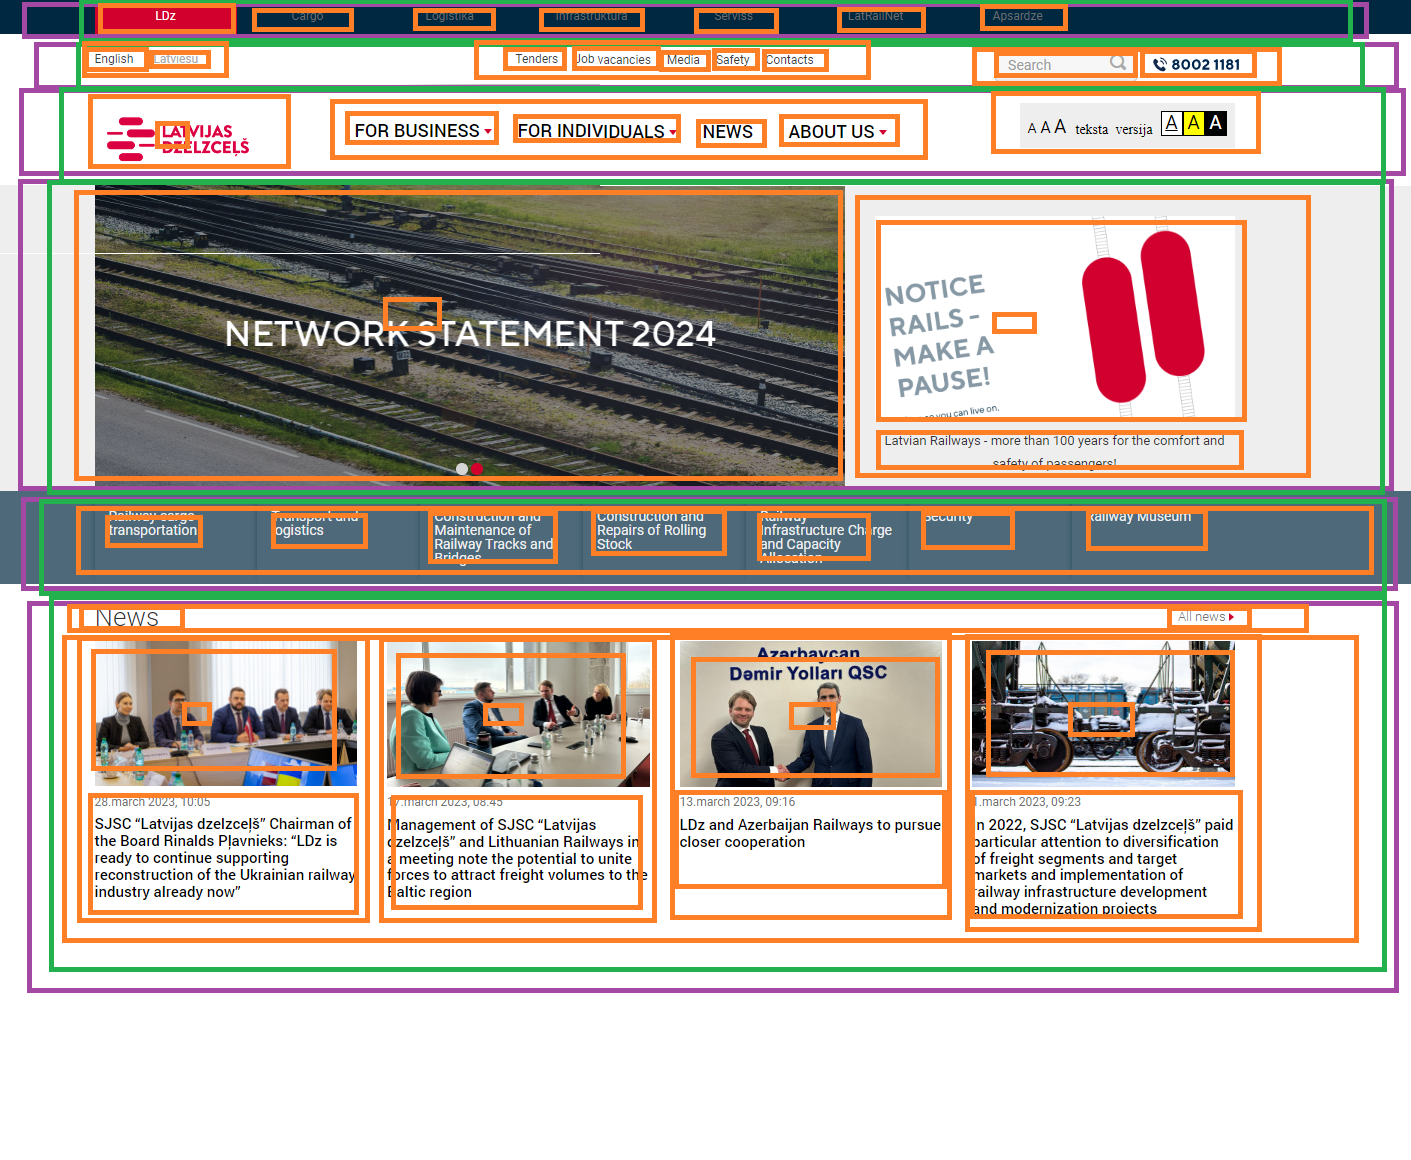 LDz Cargo Loģistika Infrastruktūra Serviss LatRailNet Apsardze
English Latviešu Tenders Job vacancies Media Safety Contacts Search 8002 1181
LATVIJAS
DZELZCEĻŠ
FOR BUSINESS FOR INDIVIDUALS NEWS ABOUT US
A A A teksta versija A A A
NETWORK STATEMENT 2024
NOTICE
RAILS -
MAKE A
PAUSE!
you can live on.
Latvian Railways - more than 100 years for the comfort and
safety of passengers!
Railway cargo
transportation
Transport and
logistics
Construction and
Maintenance of
Railway Tracks and
Bridges
Construction and
Repairs of Rolling
Stock
Railway
Infrastructure Charge
and Capacity
Allocation
Security
Railway Museum
News
All news
28.march 2023, 10:05
SJSC “Latvijas dzelzceļš” Chairman of
the Board Rinalds Pļavnieks: “LDz is
ready to continue supporting
reconstruction of the Ukrainian railway
industry already now”
17.march 2023, 08:45
Management of SJSC “Latvijas
dzelzceļš” and Lithuanian Railways in
a meeting note the potential to unite
forces to attract freight volumes to the
Baltic region
Azərbaycan
Dəmir Yolları QSC
13.march 2023, 09:16
LDz and Azerbaijan Railways to pursue
closer cooperation
1.march 2023, 09:23
In 2022, SJSC “Latvijas dzelzceļš” paid
particular attention to diversification
of freight segments and target
markets and implementation of
railway infrastructure development
and modernization projects